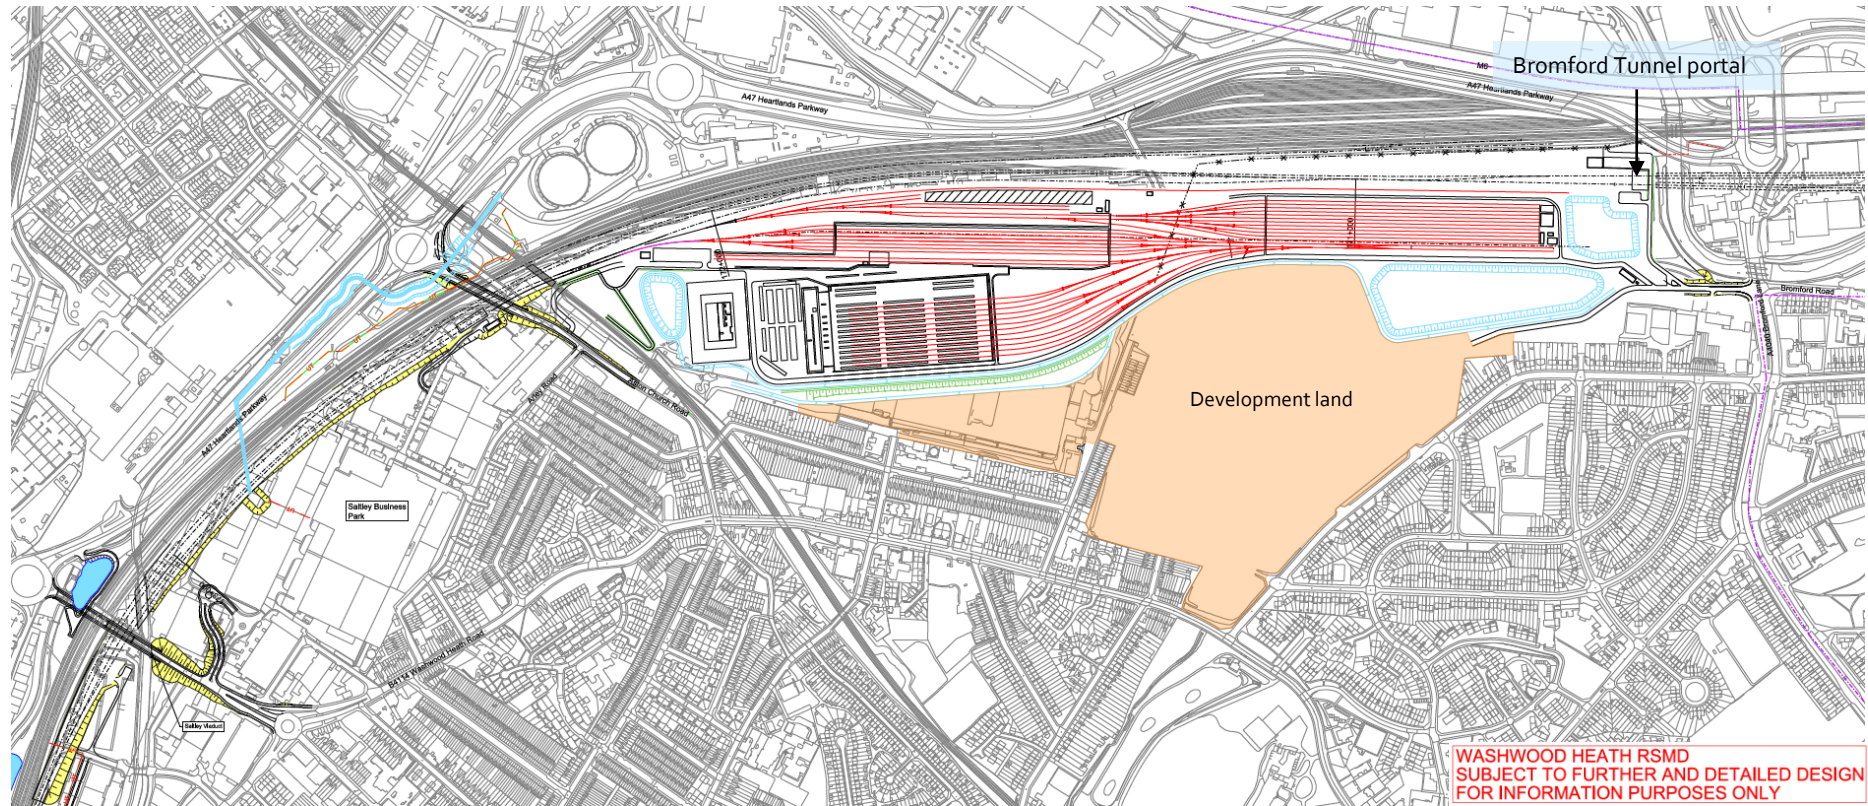 Bromford Tunnel portal
M6
A47 Heartlands Parkway
A47 Heartlands Parkway
Bromford Road
Development land
Arley Road
Aston Church Road
A47 Heartlands Parkway
Saltley Business
Park
B4114 Washwood Heath Road
Saltley Viaduct
WASHWOOD HEATH RSMD
SUBJECT TO FURTHER AND DETAILED DESIGN
FOR INFORMATION PURPOSES ONLY